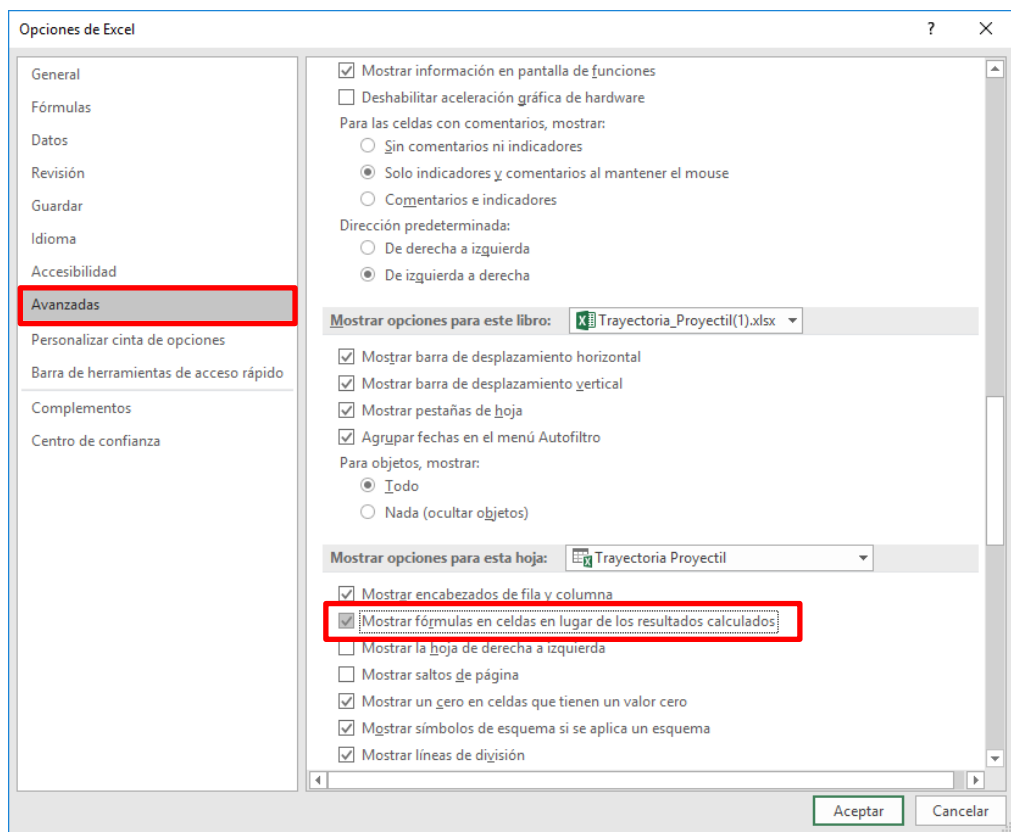 Opciones de Excel
?
General
Fórmulas
Datos
Revisión
Guardar
Idioma
Accesibilidad
Avanzadas
Personalizar cinta de opciones
Barra de herramientas de acceso rápido
Complementos
Centro de confianza
Mostrar información en pantalla de funciones
Deshabilitar aceleración gráfica de hardware
Para las celdas con comentarios, mostrar:
Sin comentarios ni indicadores
Solo indicadores y comentarios al mantener el mouse
Comentarios e indicadores
Dirección predeterminada:
De derecha a izquierda
De izquierda a derecha
Mostrar opciones para este libro: Trayectoria_Proyectil(1).xlsx
Mostrar barra de desplazamiento horizontal
Mostrar barra de desplazamiento vertical
Mostrar pestañas de hoja
Agrupar fechas en el menú Autofiltro
Para objetos, mostrar:
Todo
Nada (ocultar objetos)
Mostrar opciones para esta hoja: Trayectoria Proyectil
Mostrar encabezados de fila y columna
Mostrar fórmulas en celdas en lugar de los resultados calculados
Mostrar la hoja de derecha a izquierda
Mostrar saltos de página
Mostrar un cero en celdas que tienen un valor cero
Mostrar símbolos de esquema si se aplica un esquema
Mostrar líneas de división
Aceptar
Cancelar